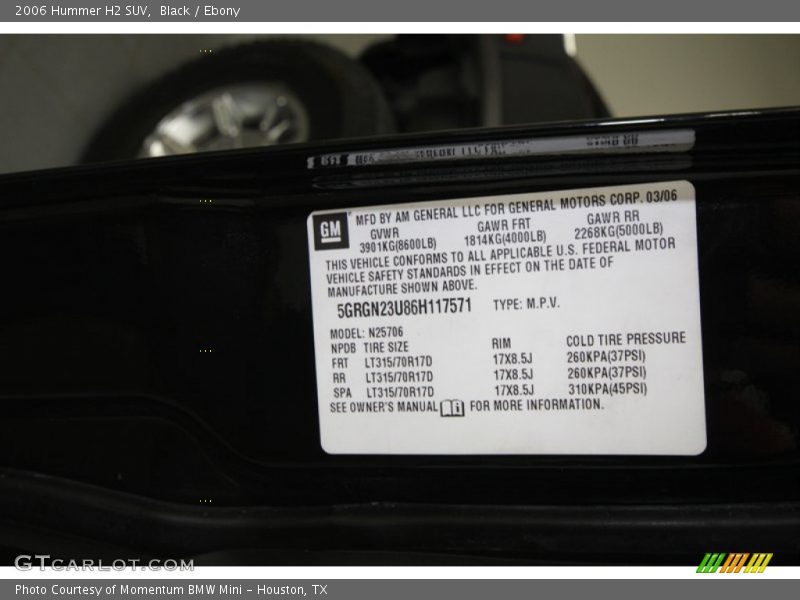 2006 Hummer H2 SUV, Black / Ebony
GM
MFD BY AM GENERAL LLC FOR GENERAL MOTORS CORP. 03/06
GVWR GAWR FRT GAWR RR
3901KG(8600LB) 1814KG(4000LB) 2268KG(5000LB)
THIS VEHICLE CONFORMS TO ALL APPLICABLE U.S. FEDERAL MOTOR
VEHICLE SAFETY STANDARDS IN EFFECT ON THE DATE OF
MANUFACTURE SHOWN ABOVE.
5GRGN23U86H117571 TYPE: M.P.V.
MODEL: N25706
NPDB TIRE SIZE RIM COLD TIRE PRESSURE
FRT LT315/70R17D 17X8.5J 260KPA(37PSI)
RR LT315/70R17D 17X8.5J 260KPA(37PSI)
SPA LT315/70R17D 17X8.5J 310KPA(45PSI)
SEE OWNER'S MANUAL FOR MORE INFORMATION.
GTCARLOT.COM
Photo Courtesy of Momentum BMW Mini - Houston, TX